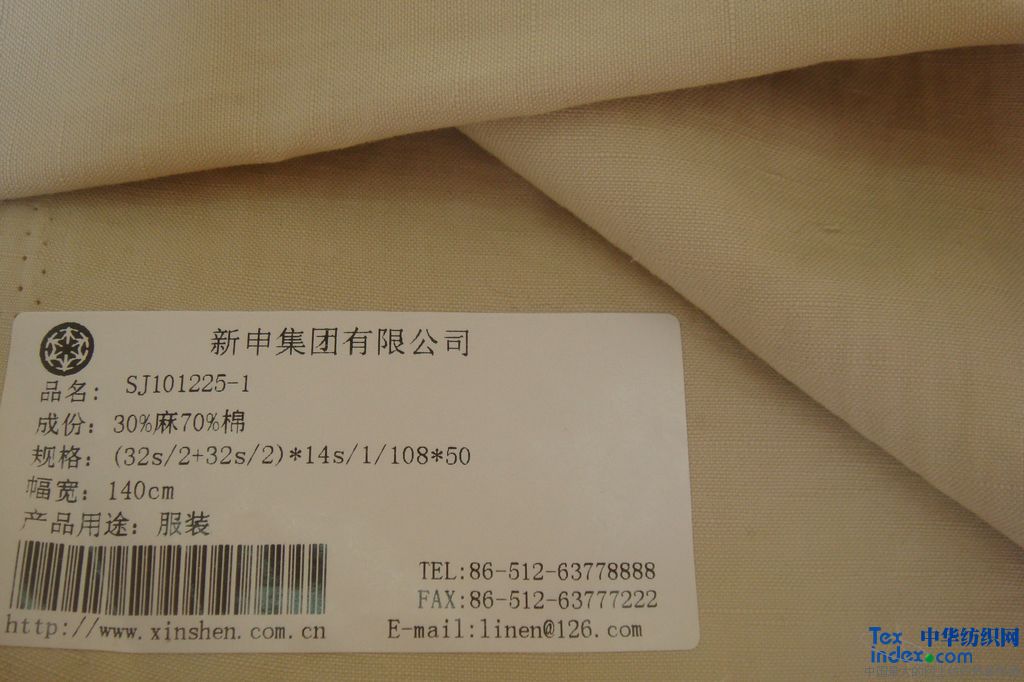 新申集团有限公司
品名: SJ101225-1
成份: 30%麻70%棉
规格: (32s/2+32s/2)*14s/1/108*50
幅宽: 140cm
产品用途: 服装
TEL:86-512-63778888
FAX:86-512-63777222
http://www.xinshen.com.cn
E-mail:linen@126.com
Tex 中华纺织网
index.com